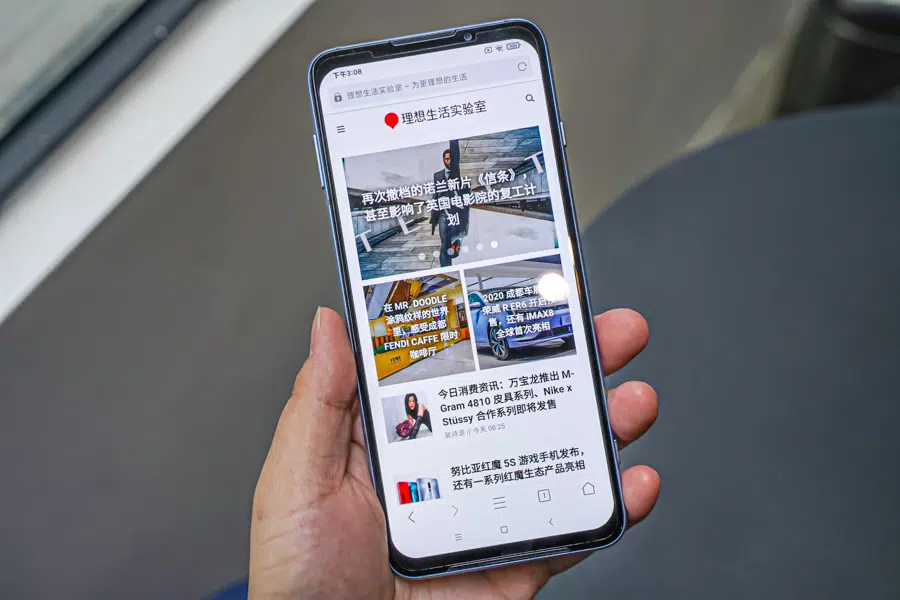 下午3:08
理想生活实验室 - 为更理想的生活
理想生活实验室
再次撤档的诺兰新片《信条》，
甚至影响了英国电影院的复工计
划
T
T
在 MR. DOODLE
涂鸦纹样的世界
里，感受成都
FENDI CAFFE 限时
咖啡厅
FENDI
2020 成都车展
荣威 R ER6 开启预
售，还有 IMAX8
全球首次亮相
今日消费资讯：万宝龙推出 M-
Gram 4810 皮具系列、Nike x
Stüssy 合作系列即将发售
今天 08:25
努比亚红魔 5S 游戏手机发布，
还有一系列红魔生态产品亮相
1